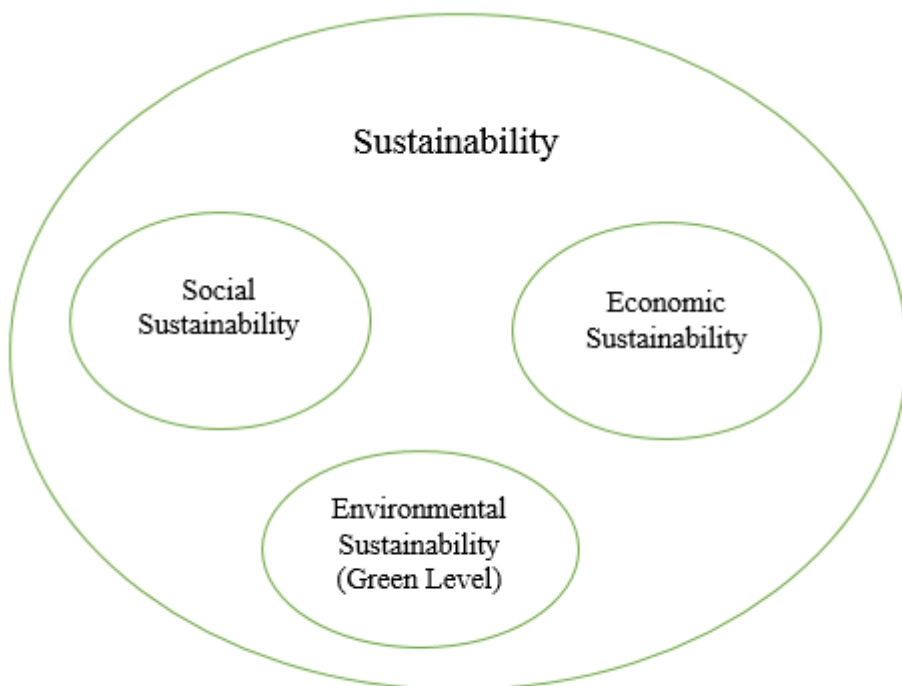 Sustainability
Social
Sustainability
Economic
Sustainability
Environmental
Sustainability
(Green Level)